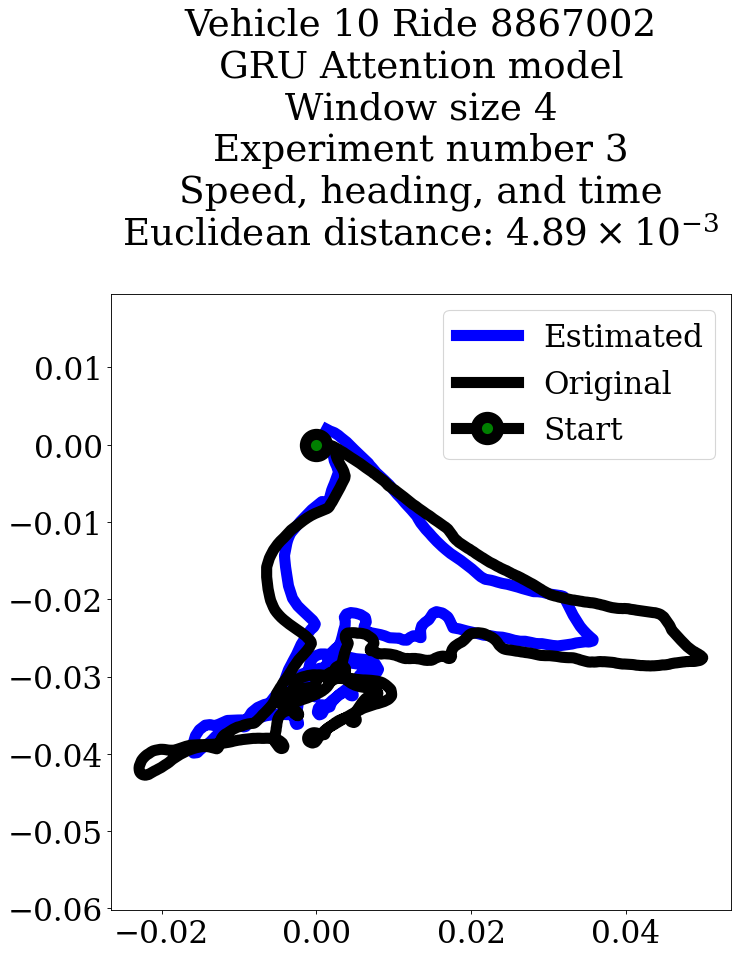 Vehicle 10 Ride 8867002
GRU Attention model
Window size 4
Experiment number 3
Speed, heading, and time
Euclidean distance: 4.89 × 10⁻³
Estimated
Original
Start
0.01
0.00
−0.01
−0.02
−0.03
−0.04
−0.05
−0.06
−0.02 0.00 0.02 0.04